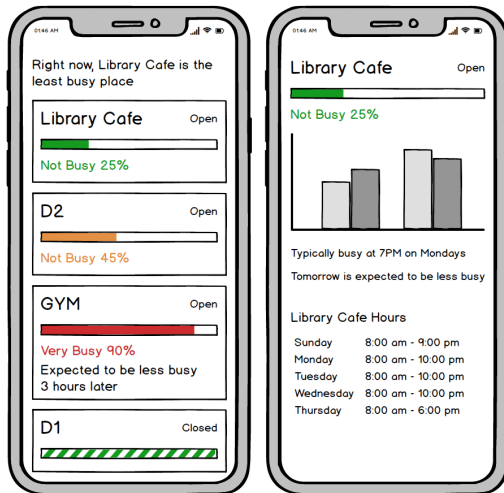 01:46 AM
Right now, Library Cafe is the
least busy place
Library Cafe
Open
Not Busy 25%
D2
Open
Not Busy 45%
GYM
Open
Very Busy 90%
Expected to be less busy
3 hours later
D1
Closed
01:46 AM
Library Cafe
Open
Not Busy 25%
Typically busy at 7PM on Mondays
Tomorrow is expected to be less busy
Library Cafe Hours
Sunday 8:00 am - 9:00 pm
Monday 8:00 am - 10:00 pm
Tuesday 8:00 am - 10:00 pm
Wednesday 8:00 am - 10:00 pm
Thursday 8:00 am - 6:00 pm